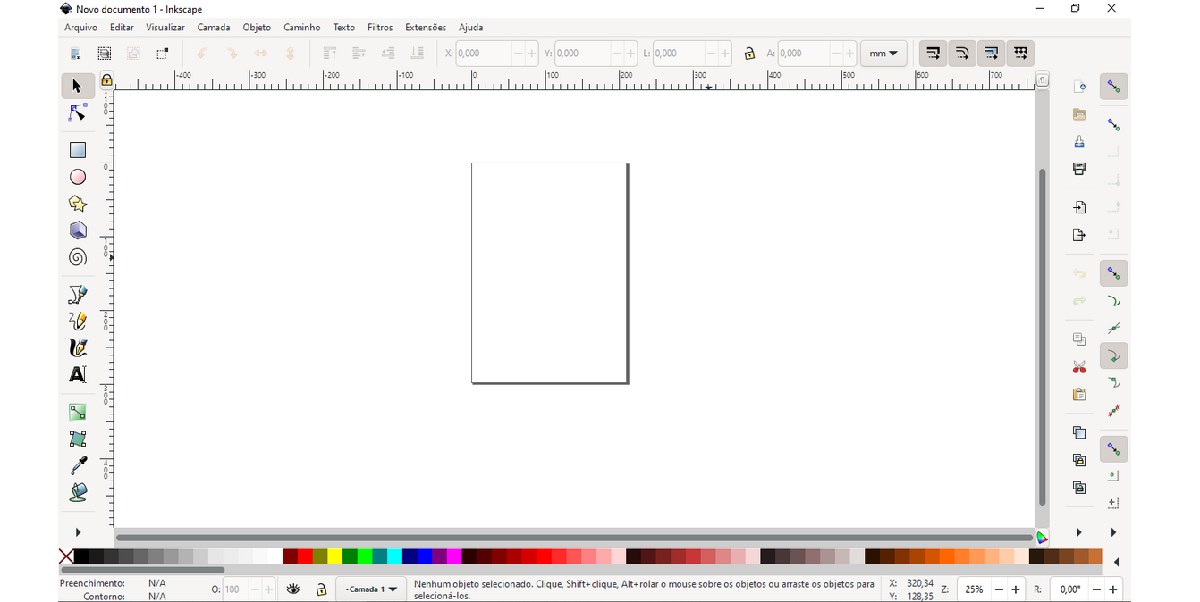 Novo documento 1 - Inkscape
Arquivo Editar Visualizar Camada Objeto Caminho Texto Filtros Extensões Ajuda
X: 0,000 − + Y: 0,000 − + L: 0,000 − + A: 0,000 − + mm
-400 -300 -200 -100 0 100 200 300 400 500 600 700
Preenchimento: N/A
Contorno: N/A
O: 100 − +
-Camada 1
Nenhum objeto selecionado. Clique, Shift+clique, Alt+rolar o mouse sobre os objetos ou arraste os objetos para
selecioná-los.
X: 320,34
Y: 128,35
Z: 25% − +
R: 0,00° − +